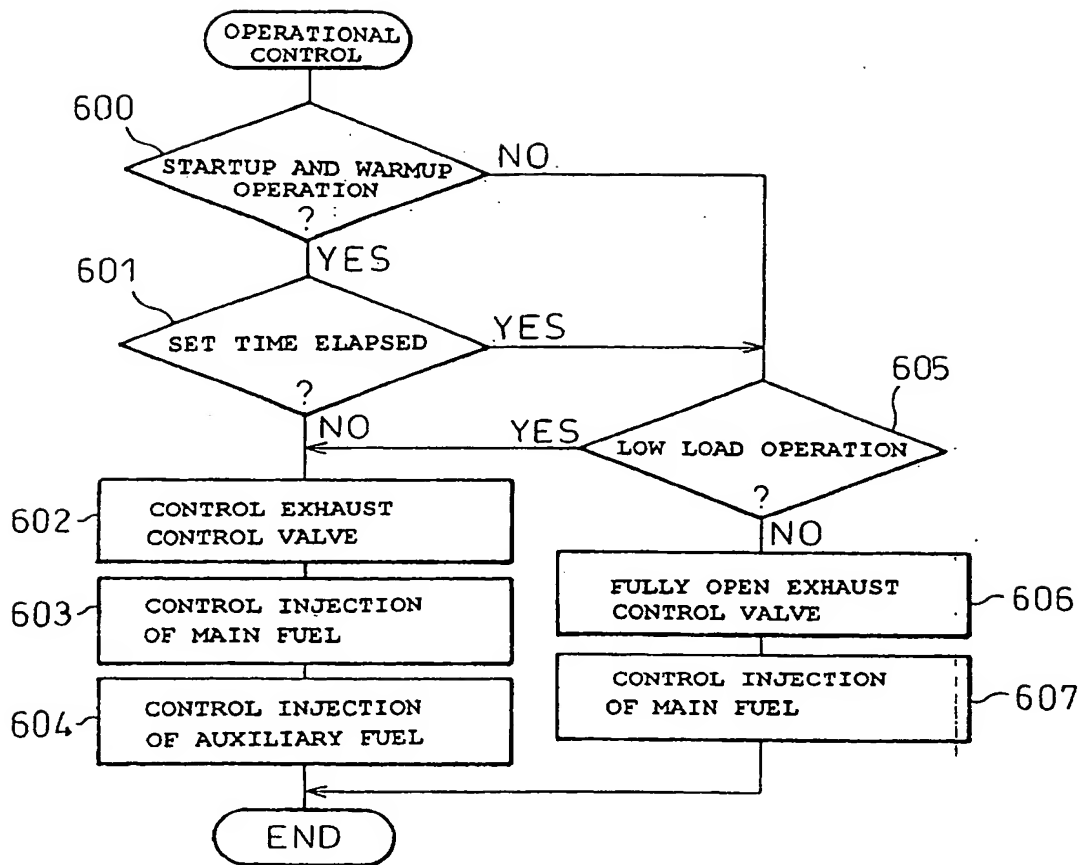 OPERATIONAL
CONTROL
600
STARTUP AND WARMUP
OPERATION
?
NO
YES
601
SET TIME ELAPSED
?
YES
NO
605
LOW LOAD OPERATION
?
YES
NO
602
CONTROL EXHAUST
CONTROL VALVE
603
CONTROL INJECTION
OF MAIN FUEL
604
CONTROL INJECTION
OF AUXILIARY FUEL
FULLY OPEN EXHAUST
CONTROL VALVE
606
CONTROL INJECTION
OF MAIN FUEL
607
END